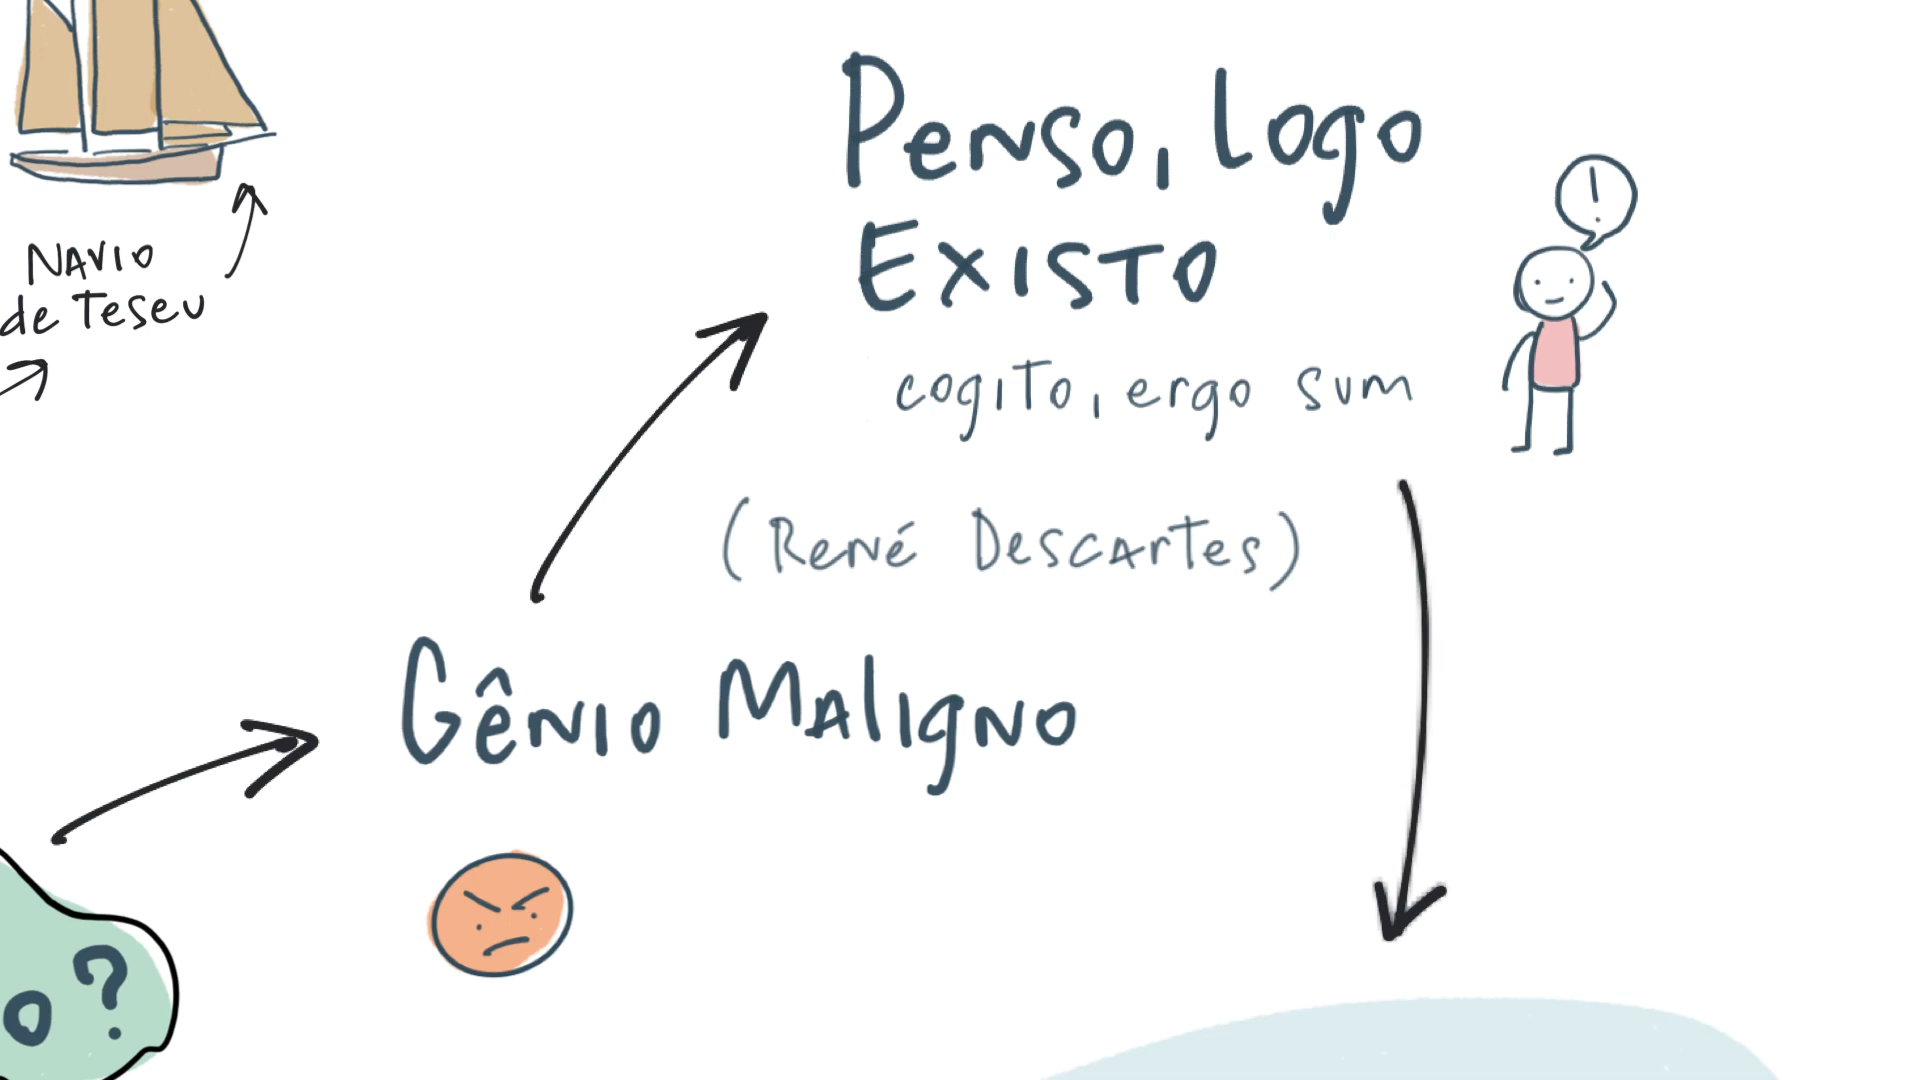 NAVIO
de Teseu
Penso, logo
Existo
cogito, ergo sum
(René Descartes)
Gênio Maligno
o?
!